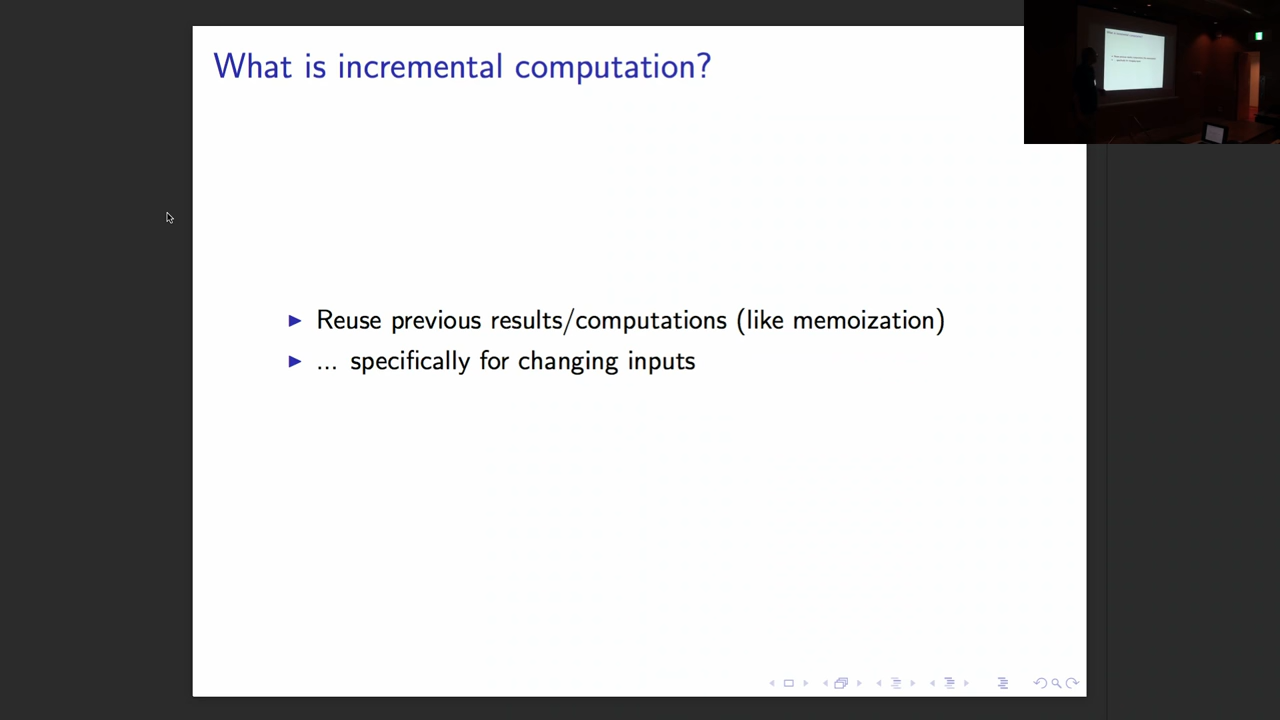 What is incremental computation?
▶ Reuse previous results/computations (like memoization)
▶ ... specifically for changing inputs